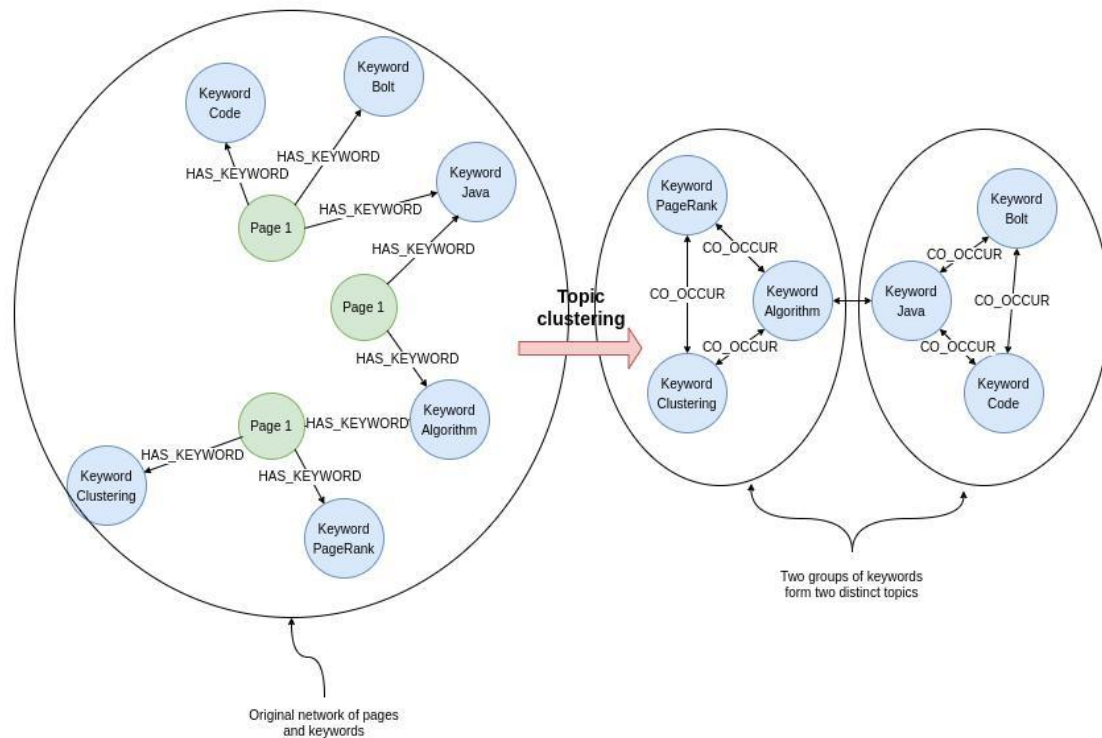 Keyword
Bolt
Keyword
Code
HAS_KEYWORD
HAS_KEYWORD
Keyword
Java
HAS_KEYWORD
Page 1
HAS_KEYWORD
Page 1
HAS_KEYWORD
Page 1
HAS_KEYWORD
Keyword
Algorithm
HAS_KEYWORD
Keyword
Clustering
HAS_KEYWORD
Keyword
PageRank
Original network of pages
and keywords
Topic
clustering
Keyword
PageRank
CO_OCCUR
CO_OCCUR
Keyword
Algorithm
CO_OCCUR
Keyword
Clustering
Keyword
Bolt
CO_OCCUR
CO_OCCUR
Keyword
Java
CO_OCCUR
Keyword
Code
Two groups of keywords
form two distinct topics